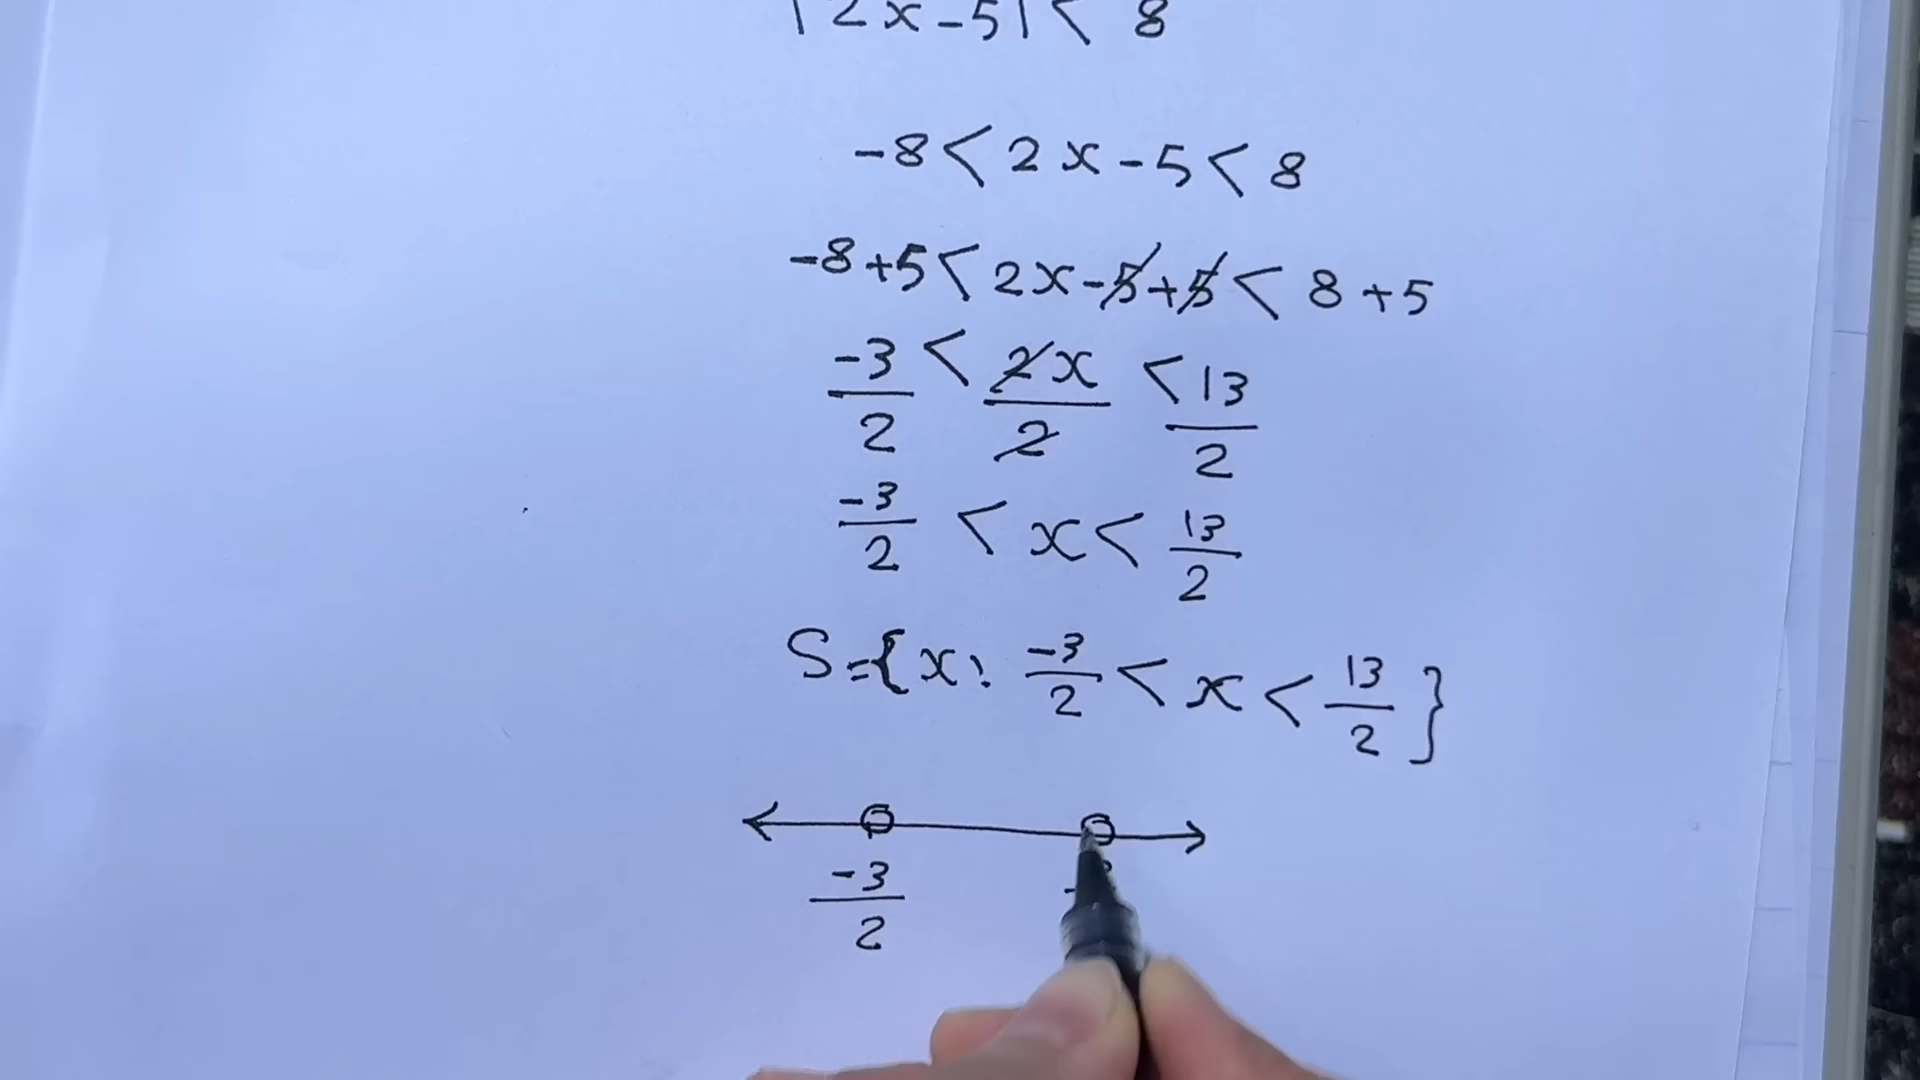 |2x-5| < 8
-8 < 2x-5 < 8
-8+5 < 2x-5+5 < 8+5
-3/2 < 2x/2 < 13/2
-3/2 < x < 13/2
S={x: -3/2 < x < 13/2}
-3/2